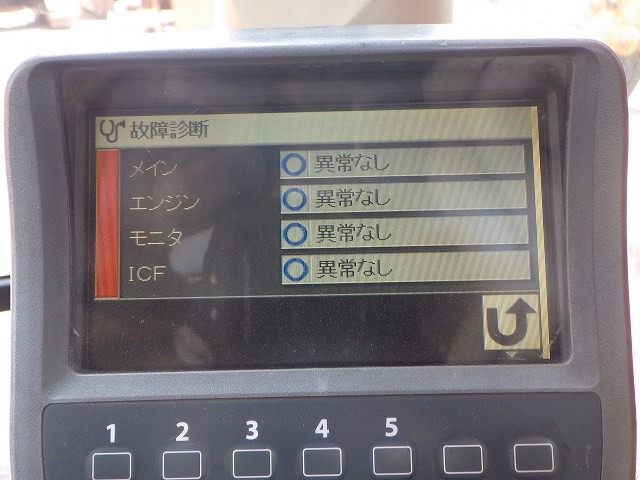 故障診断
メイン 異常なし
エンジン 異常なし
モニタ 異常なし
ICF 異常なし
1 2 3 4 5